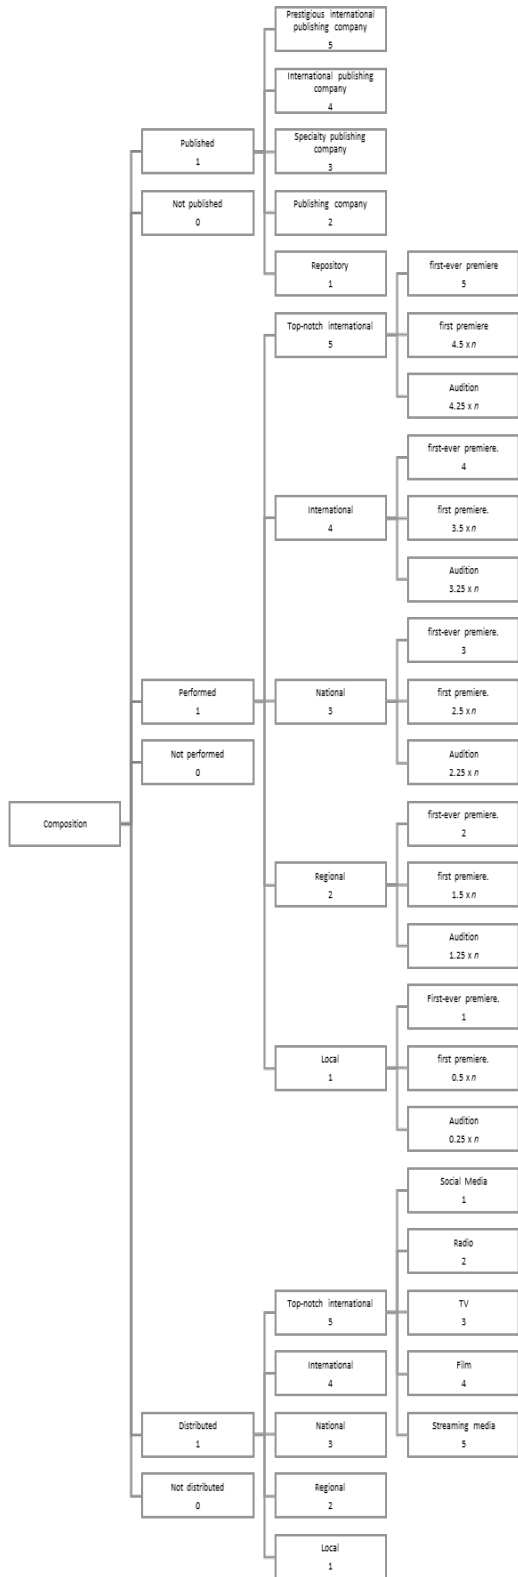 Prestigious international
publishing company
5
International publishing
company
4
Specialty publishing
company
3
Published
1
Not published
0
Publishing company
2
Repository
1
Top-notch international
5
first-ever premiere
5
first premiere
4.5 x n
Audition
4.25 x n
International
4
first-ever premiere.
4
first premiere.
3.5 x n
Audition
3.25 x n
Performed
1
Not performed
0
National
3
first-ever premiere.
3
first premiere.
2.5 x n
Audition
2.25 x n
Composition
Regional
2
first-ever premiere.
2
first premiere.
1.5 x n
Audition
1.25 x n
Local
1
First-ever premiere.
1
first premiere.
0.5 x n
Audition
0.25 x n
Top-notch international
5
Social Media
1
Radio
2
TV
3
Film
4
Streaming media
5
International
4
Distributed
1
Not distributed
0
National
3
Regional
2
Local
1